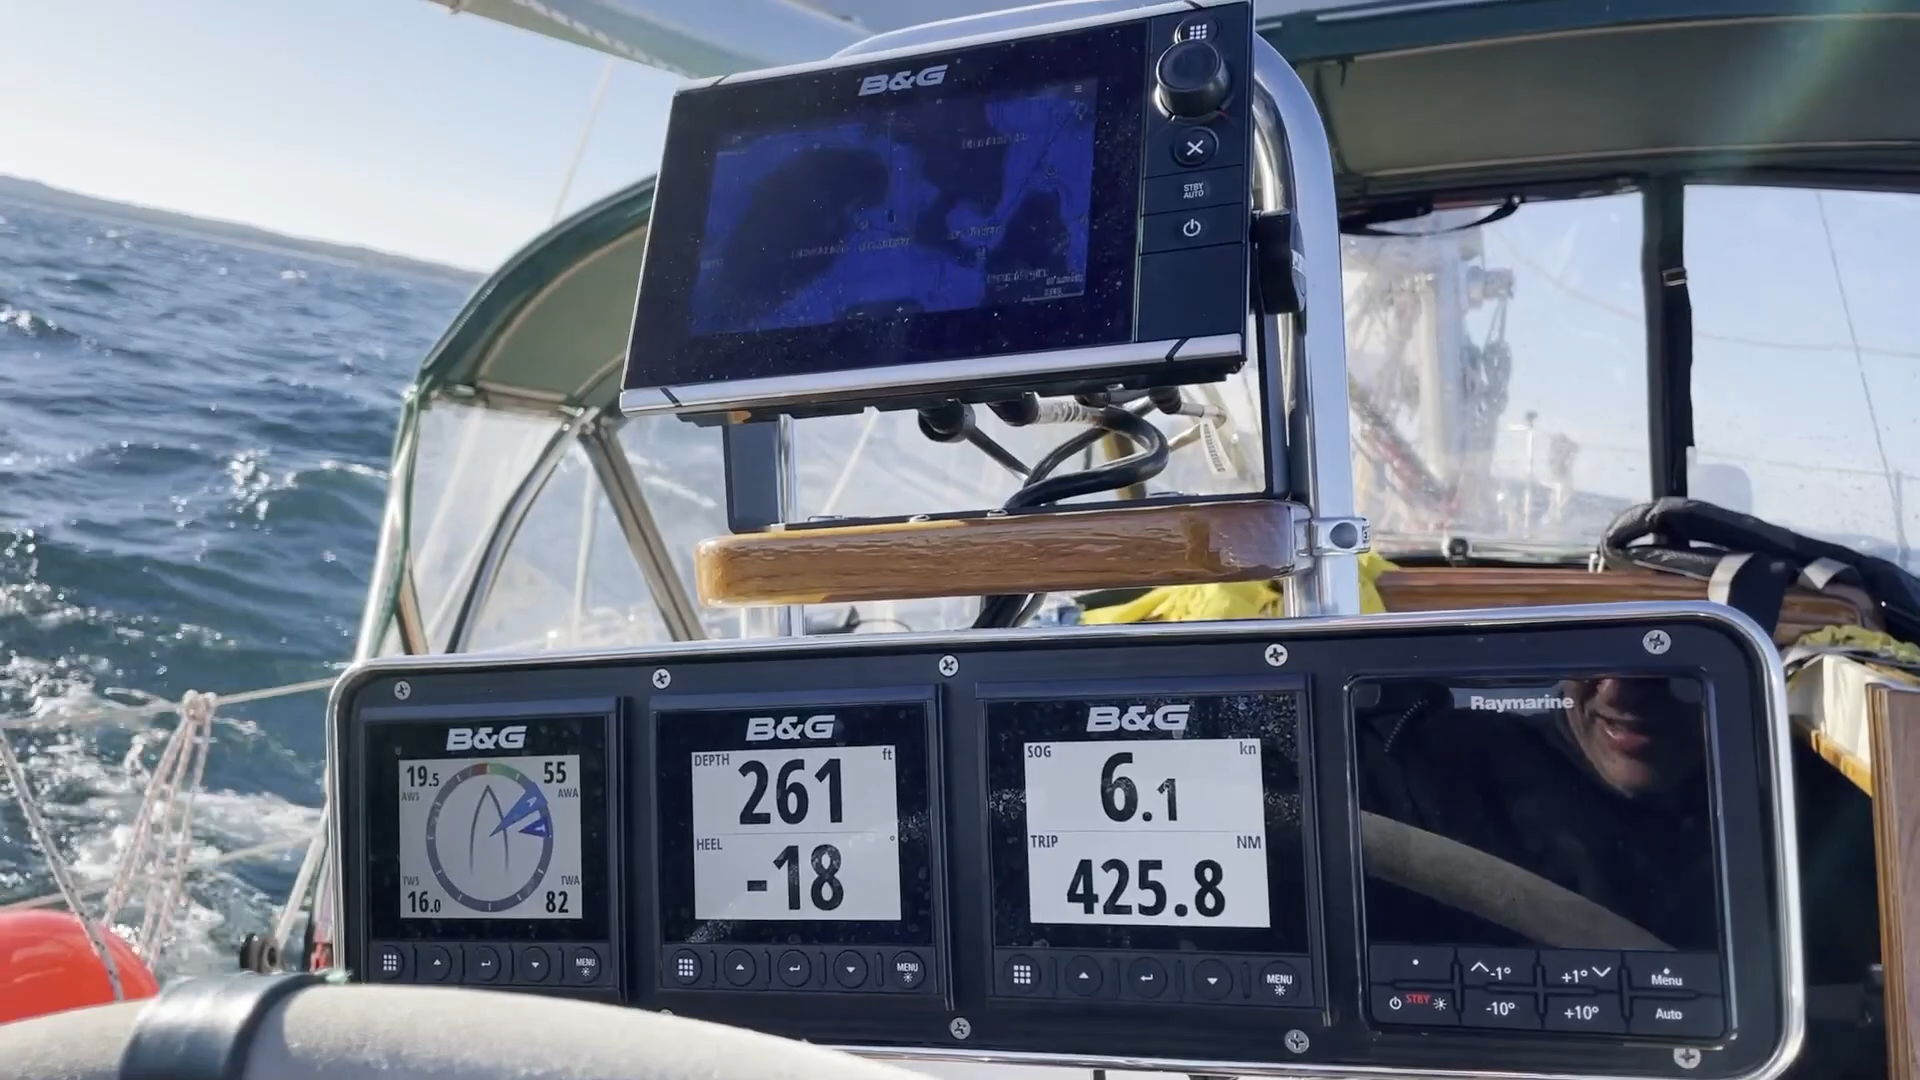 B&G
STBY
AUTO
B&G
19.5
AWS
55
AWA
TWS
16.0
TWA
82
MENU
B&G
DEPTH
ft
261
HEEL
°
-18
MENU
B&G
SOG
kn
6.1
TRIP
NM
425.8
MENU
Raymarine
-1°
+1°
Menu
STBY
-10°
+10°
Auto